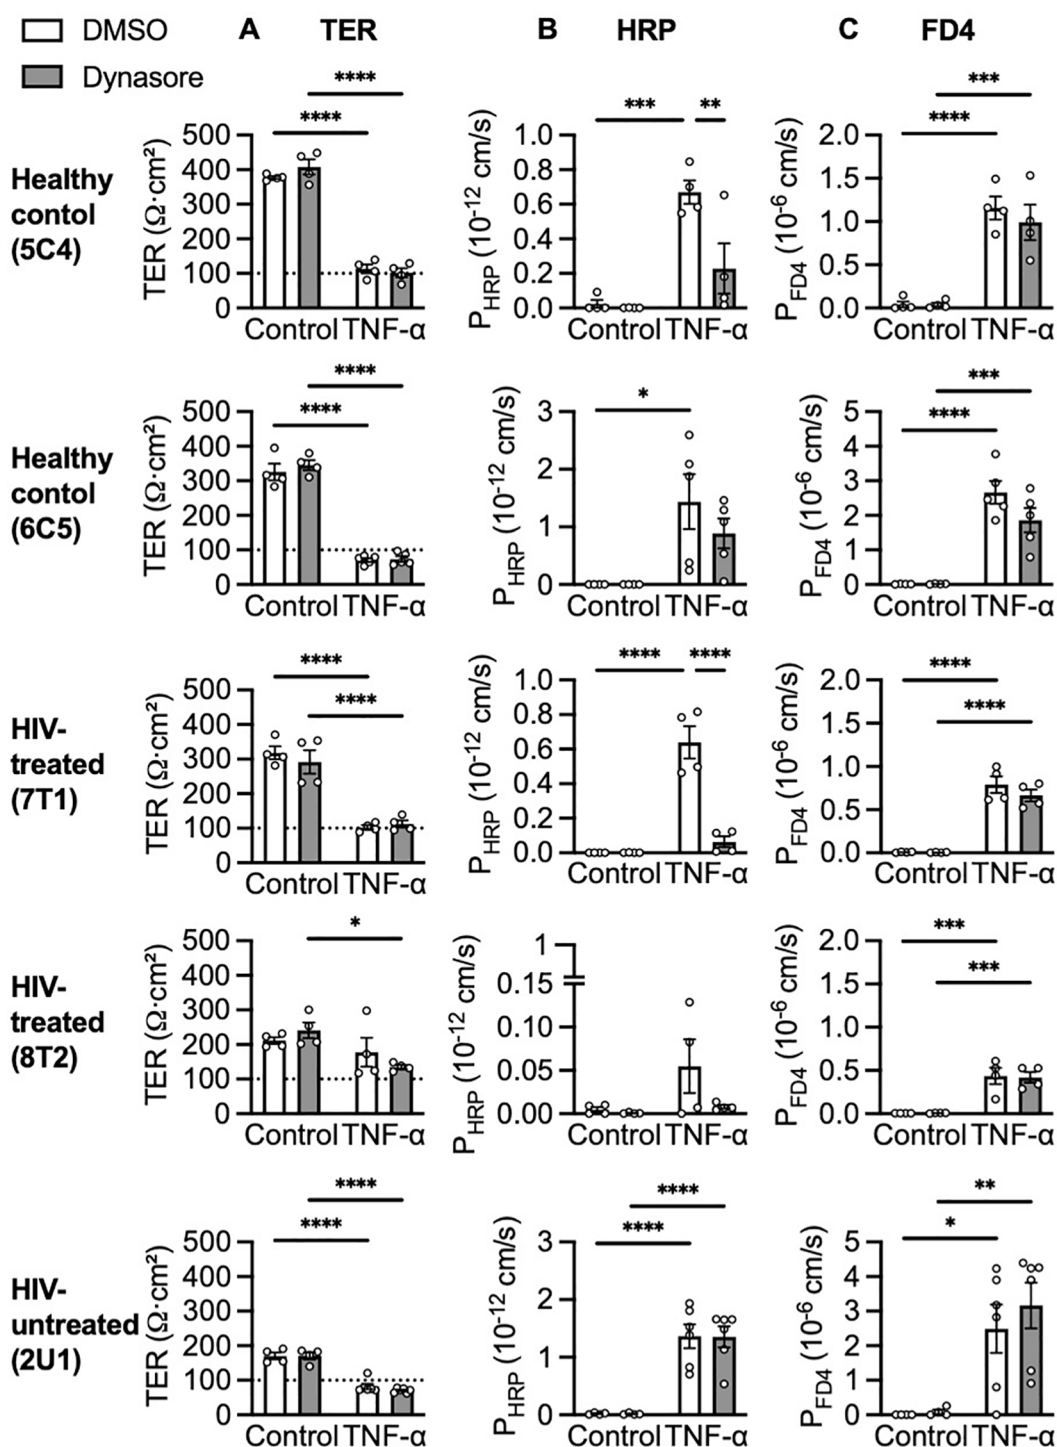 DMSO
Dynasore
A TER
B HRP
C FD4
Healthy
contol
(5C4)
**** ****
TER (Ω·cm²)
500
400
300
200
100
0
Control TNF-α
*** **
P_HRP (10⁻¹² cm/s)
1.0
0.8
0.6
0.4
0.2
0.0
Control TNF-α
*** ****
P_FD4 (10⁻⁶ cm/s)
2.0
1.5
1.0
0.5
0.0
Control TNF-α
Healthy
contol
(6C5)
**** ****
TER (Ω·cm²)
500
400
300
200
100
0
Control TNF-α
*
P_HRP (10⁻¹² cm/s)
3
2
1
0
Control TNF-α
*** ****
P_FD4 (10⁻⁶ cm/s)
5
4
3
2
1
0
Control TNF-α
HIV-
treated
(7T1)
**** ****
TER (Ω·cm²)
500
400
300
200
100
0
Control TNF-α
**** ****
P_HRP (10⁻¹² cm/s)
1.0
0.8
0.6
0.4
0.2
0.0
Control TNF-α
**** ****
P_FD4 (10⁻⁶ cm/s)
2.0
1.5
1.0
0.5
0.0
Control TNF-α
HIV-
treated
(8T2)
*
TER (Ω·cm²)
500
400
300
200
100
0
Control TNF-α
P_HRP (10⁻¹² cm/s)
1
0.15
0.10
0.05
0.00
Control TNF-α
*** ***
P_FD4 (10⁻⁶ cm/s)
2.0
1.5
1.0
0.5
0.0
Control TNF-α
HIV-
untreated
(2U1)
**** ****
TER (Ω·cm²)
500
400
300
200
100
0
Control TNF-α
**** ****
P_HRP (10⁻¹² cm/s)
3
2
1
0
Control TNF-α
** *
P_FD4 (10⁻⁶ cm/s)
5
4
3
2
1
0
Control TNF-α